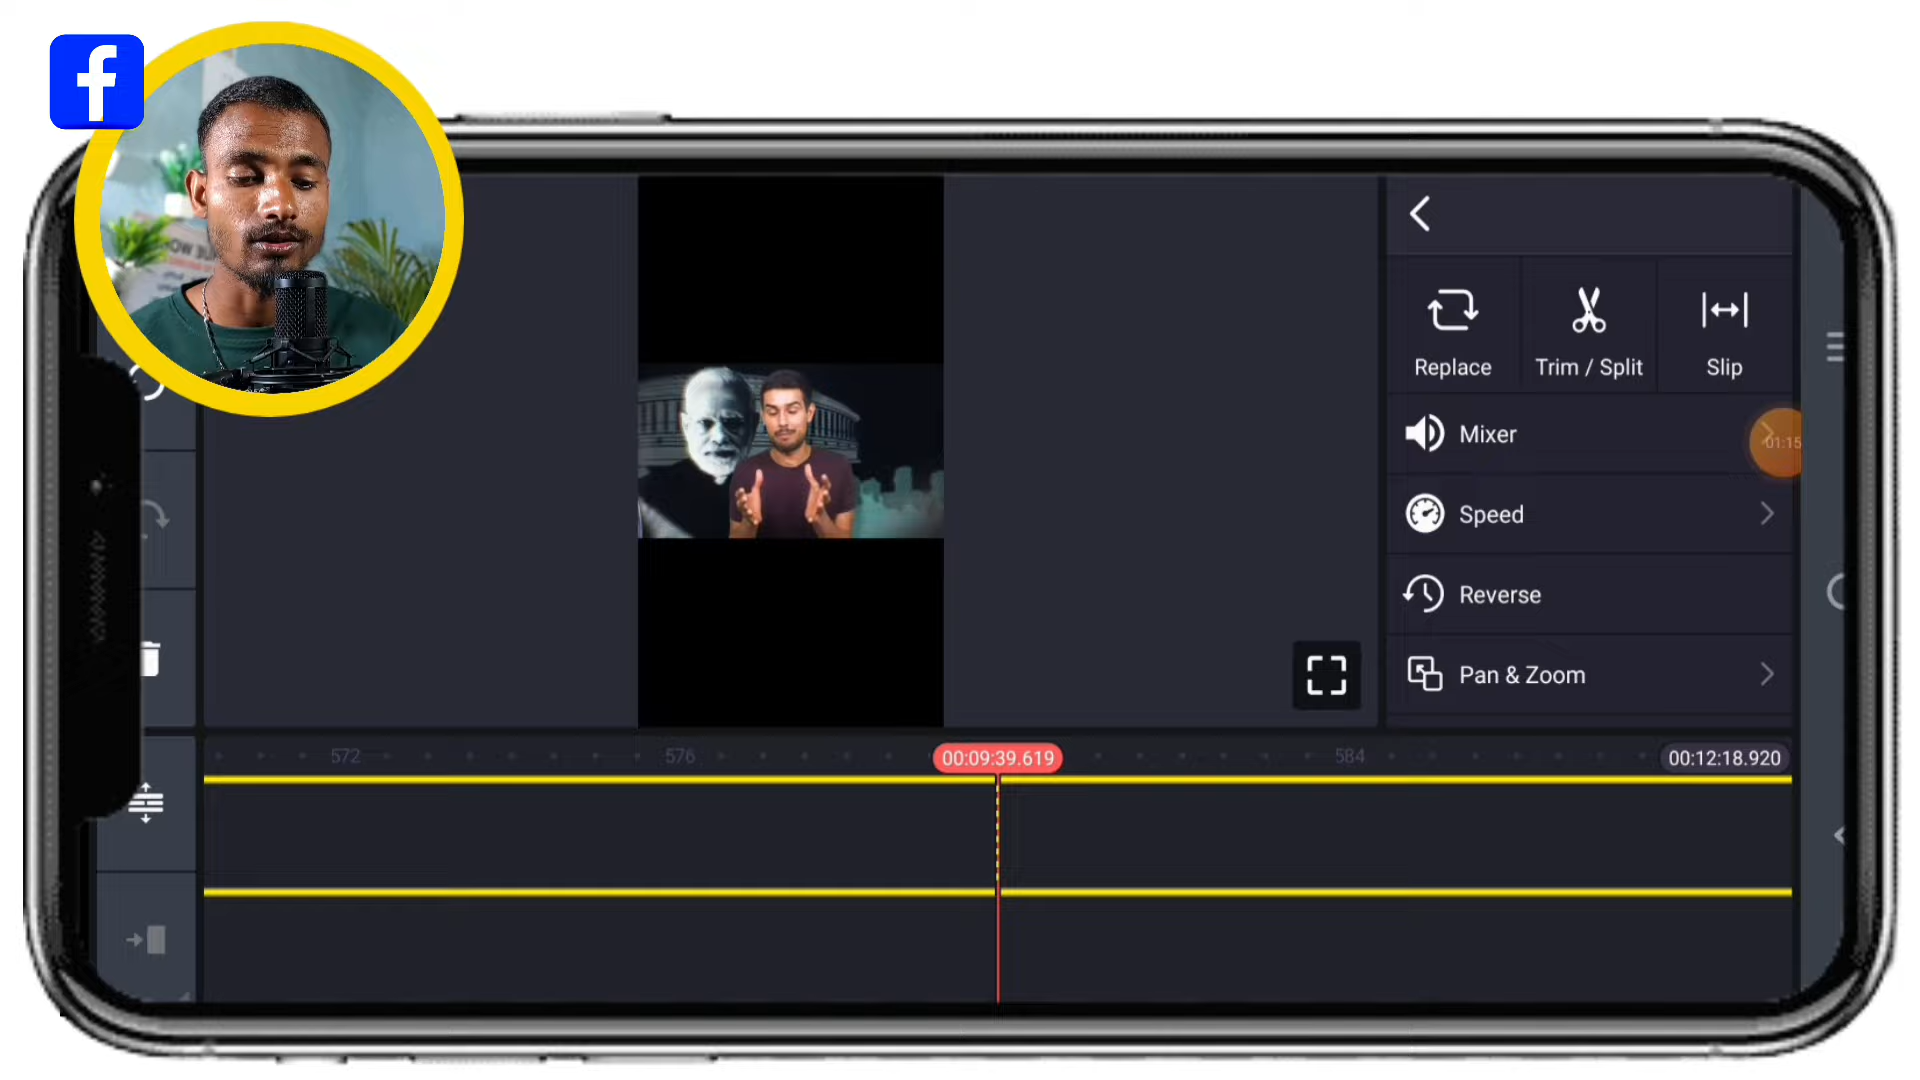 f
Replace
Trim / Split
Slip
Mixer
01:15
Speed
Reverse
Pan & Zoom
572
576
00:09:39.619
584
00:12:18.920